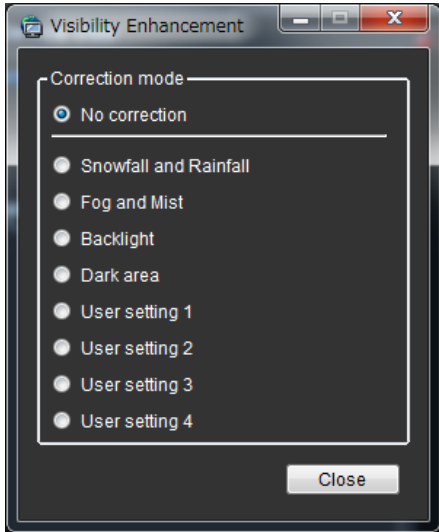 Visibility Enhancement
Correction mode
No correction
Snowfall and Rainfall
Fog and Mist
Backlight
Dark area
User setting 1
User setting 2
User setting 3
User setting 4
Close